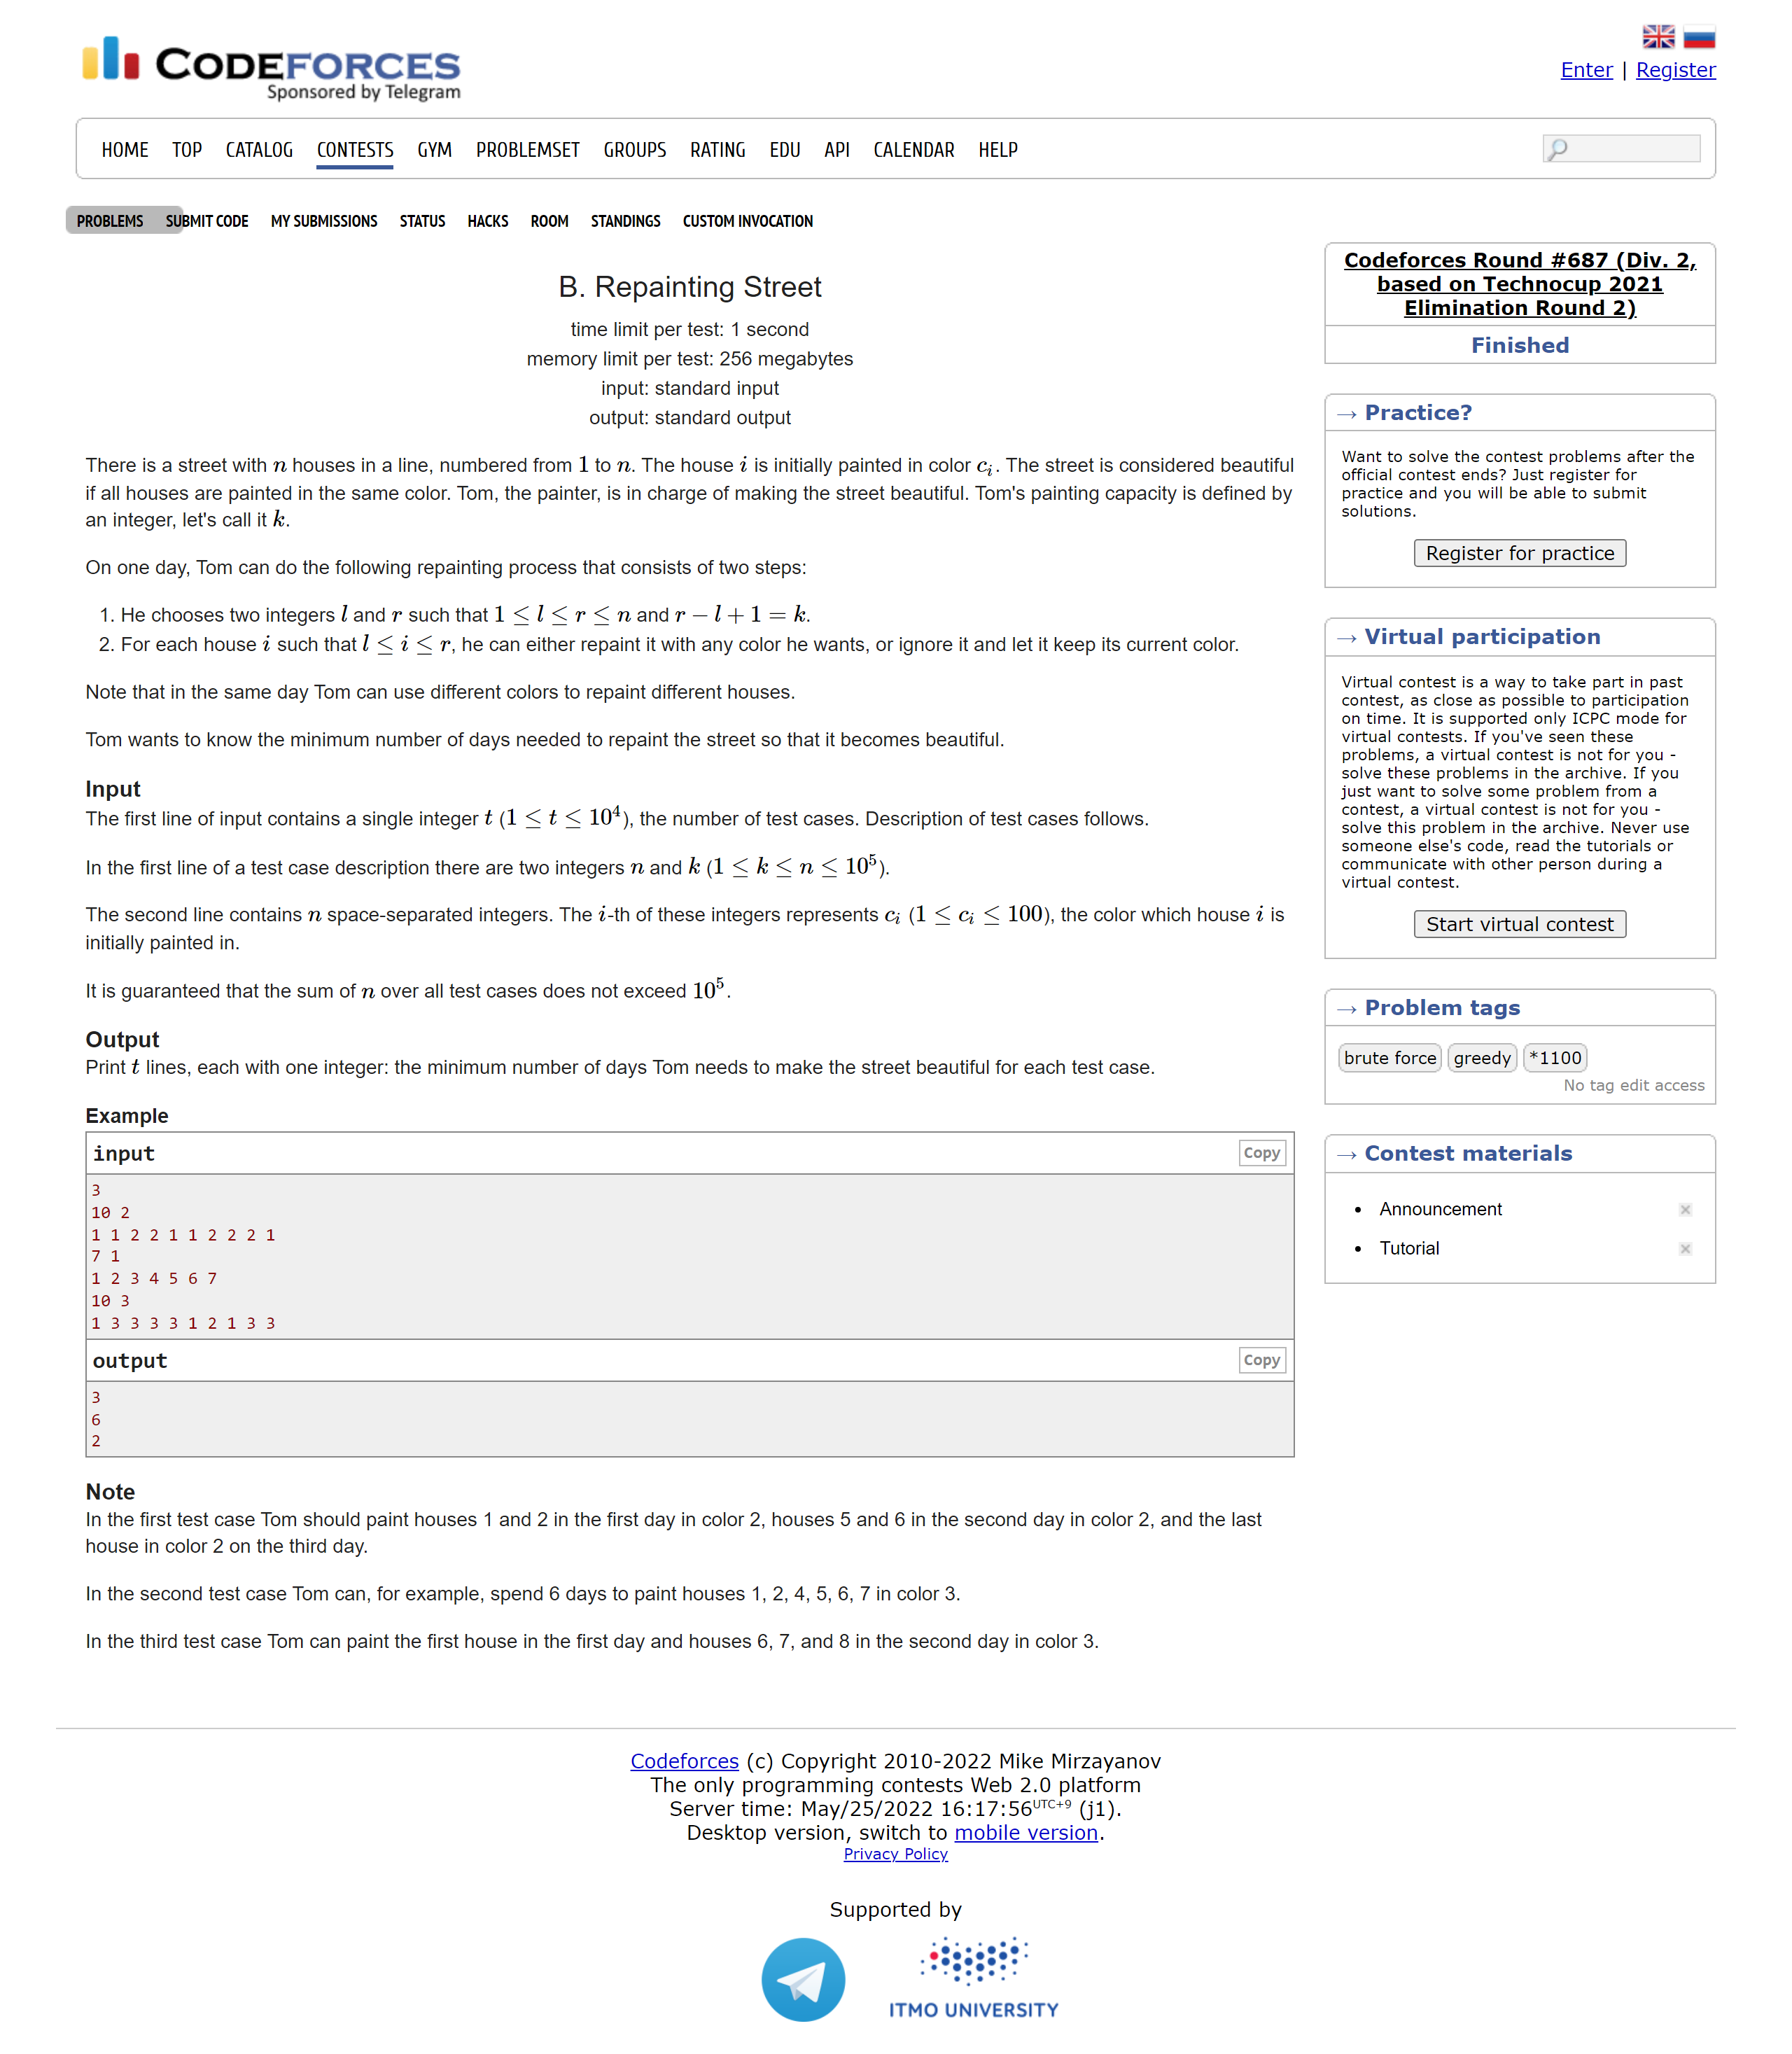 CODEFORCES
Sponsored by Telegram
Enter | Register
HOME TOP CATALOG CONTESTS GYM PROBLEMSET GROUPS RATING EDU API CALENDAR HELP
PROBLEMS SUBMIT CODE MY SUBMISSIONS STATUS HACKS ROOM STANDINGS CUSTOM INVOCATION
B. Repainting Street
time limit per test: 1 second
memory limit per test: 256 megabytes
input: standard input
output: standard output
There is a street with n houses in a line, numbered from 1 to n. The house i is initially painted in color cᵢ. The street is considered beautiful
if all houses are painted in the same color. Tom, the painter, is in charge of making the street beautiful. Tom's painting capacity is defined by
an integer, let's call it k.
On one day, Tom can do the following repainting process that consists of two steps:
1. He chooses two integers l and r such that 1 ≤ l ≤ r ≤ n and r − l + 1 = k.
2. For each house i such that l ≤ i ≤ r, he can either repaint it with any color he wants, or ignore it and let it keep its current color.
Note that in the same day Tom can use different colors to repaint different houses.
Tom wants to know the minimum number of days needed to repaint the street so that it becomes beautiful.
Input
The first line of input contains a single integer t (1 ≤ t ≤ 10⁴), the number of test cases. Description of test cases follows.
In the first line of a test case description there are two integers n and k (1 ≤ k ≤ n ≤ 10⁵).
The second line contains n space-separated integers. The i-th of these integers represents cᵢ (1 ≤ cᵢ ≤ 100), the color which house i is
initially painted in.
It is guaranteed that the sum of n over all test cases does not exceed 10⁵.
Output
Print t lines, each with one integer: the minimum number of days Tom needs to make the street beautiful for each test case.
Example
input Copy
3
10 2
1 1 2 2 1 1 2 2 2 1
7 1
1 2 3 4 5 6 7
10 3
1 3 3 3 3 1 2 1 3 3
output Copy
3
6
2
Note
In the first test case Tom should paint houses 1 and 2 in the first day in color 2, houses 5 and 6 in the second day in color 2, and the last
house in color 2 on the third day.
In the second test case Tom can, for example, spend 6 days to paint houses 1, 2, 4, 5, 6, 7 in color 3.
In the third test case Tom can paint the first house in the first day and houses 6, 7, and 8 in the second day in color 3.
Codeforces Round #687 (Div. 2,
based on Technocup 2021
Elimination Round 2)
Finished
→ Practice?
Want to solve the contest problems after the
official contest ends? Just register for
practice and you will be able to submit
solutions.
Register for practice
→ Virtual participation
Virtual contest is a way to take part in past
contest, as close as possible to participation
on time. It is supported only ICPC mode for
virtual contests. If you've seen these
problems, a virtual contest is not for you -
solve these problems in the archive. If you
just want to solve some problem from a
contest, a virtual contest is not for you -
solve this problem in the archive. Never use
someone else's code, read the tutorials or
communicate with other person during a
virtual contest.
Start virtual contest
→ Problem tags
brute force greedy *1100
No tag edit access
→ Contest materials
• Announcement
• Tutorial
Codeforces (c) Copyright 2010-2022 Mike Mirzayanov
The only programming contests Web 2.0 platform
Server time: May/25/2022 16:17:56 UTC+9 (j1).
Desktop version, switch to mobile version.
Privacy Policy
Supported by
ITMO UNIVERSITY